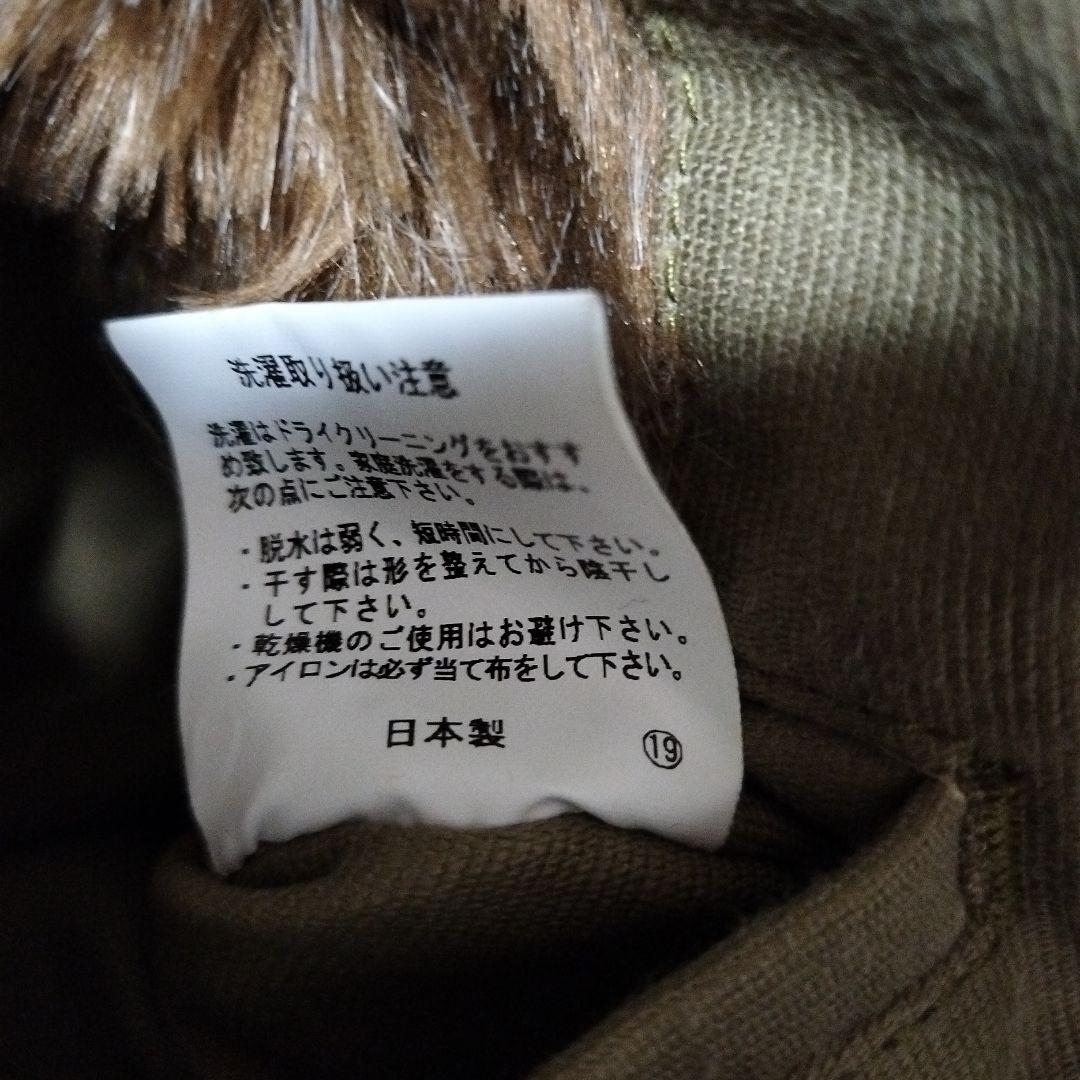 洗濯取り扱い注意
洗濯はドライクリーニングをおすす
め致します。家庭洗濯をする際は、
次の点にご注意下さい。
・脱水は弱く、短時間にして下さい。
・干す際は形を整えてから陰干し
して下さい。
・乾燥機のご使用はお避け下さい。
・アイロンは必ず当て布をして下さい。
日本製
⑲